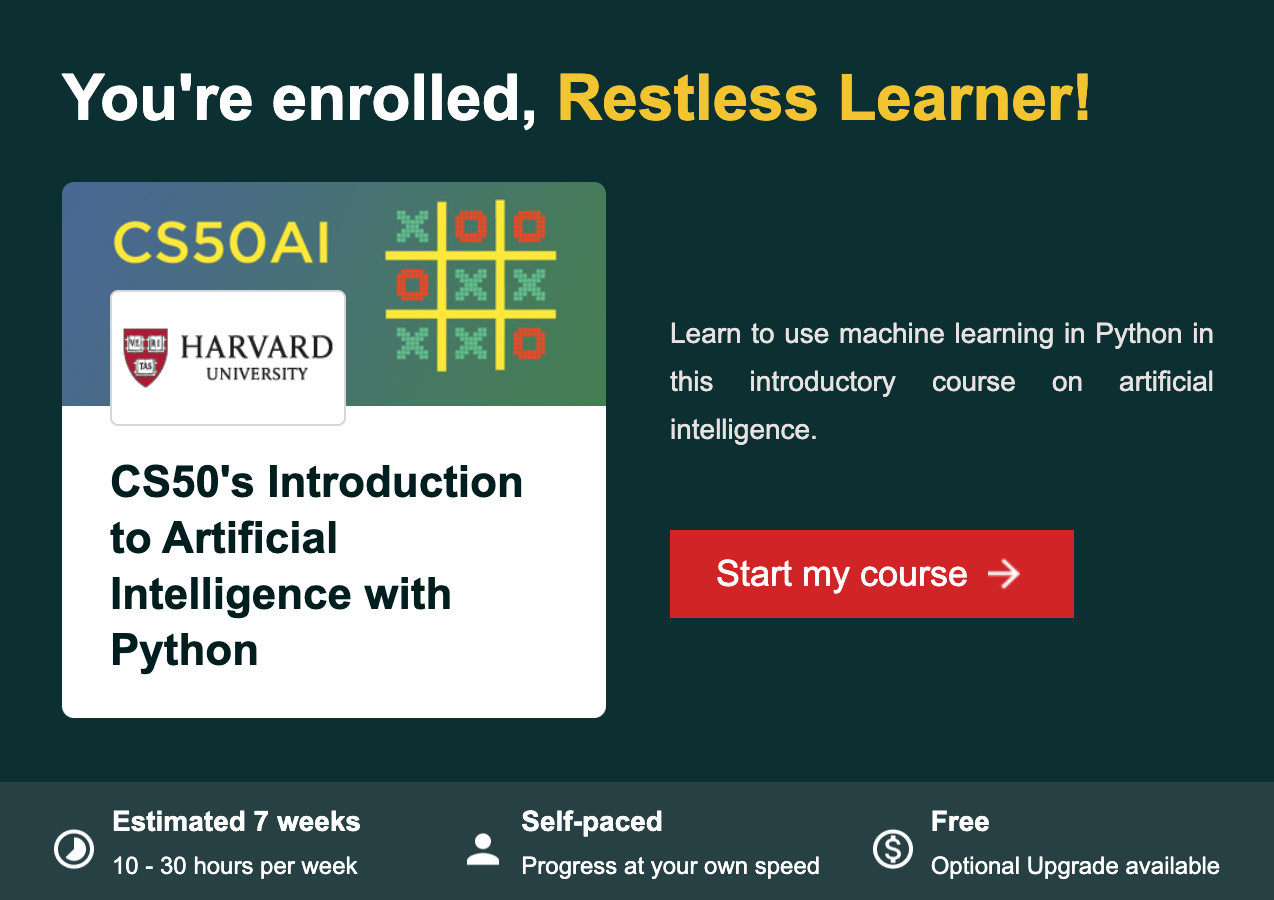 You're enrolled, Restless Learner!
CS50AI
X O O
O X X
X X O
VE RI
TAS
HARVARD
UNIVERSITY
CS50's Introduction
to Artificial
Intelligence with
Python
Learn to use machine learning in Python in
this introductory course on artificial
intelligence.
Start my course →
Estimated 7 weeks
10 - 30 hours per week
Self-paced
Progress at your own speed
Free
Optional Upgrade available